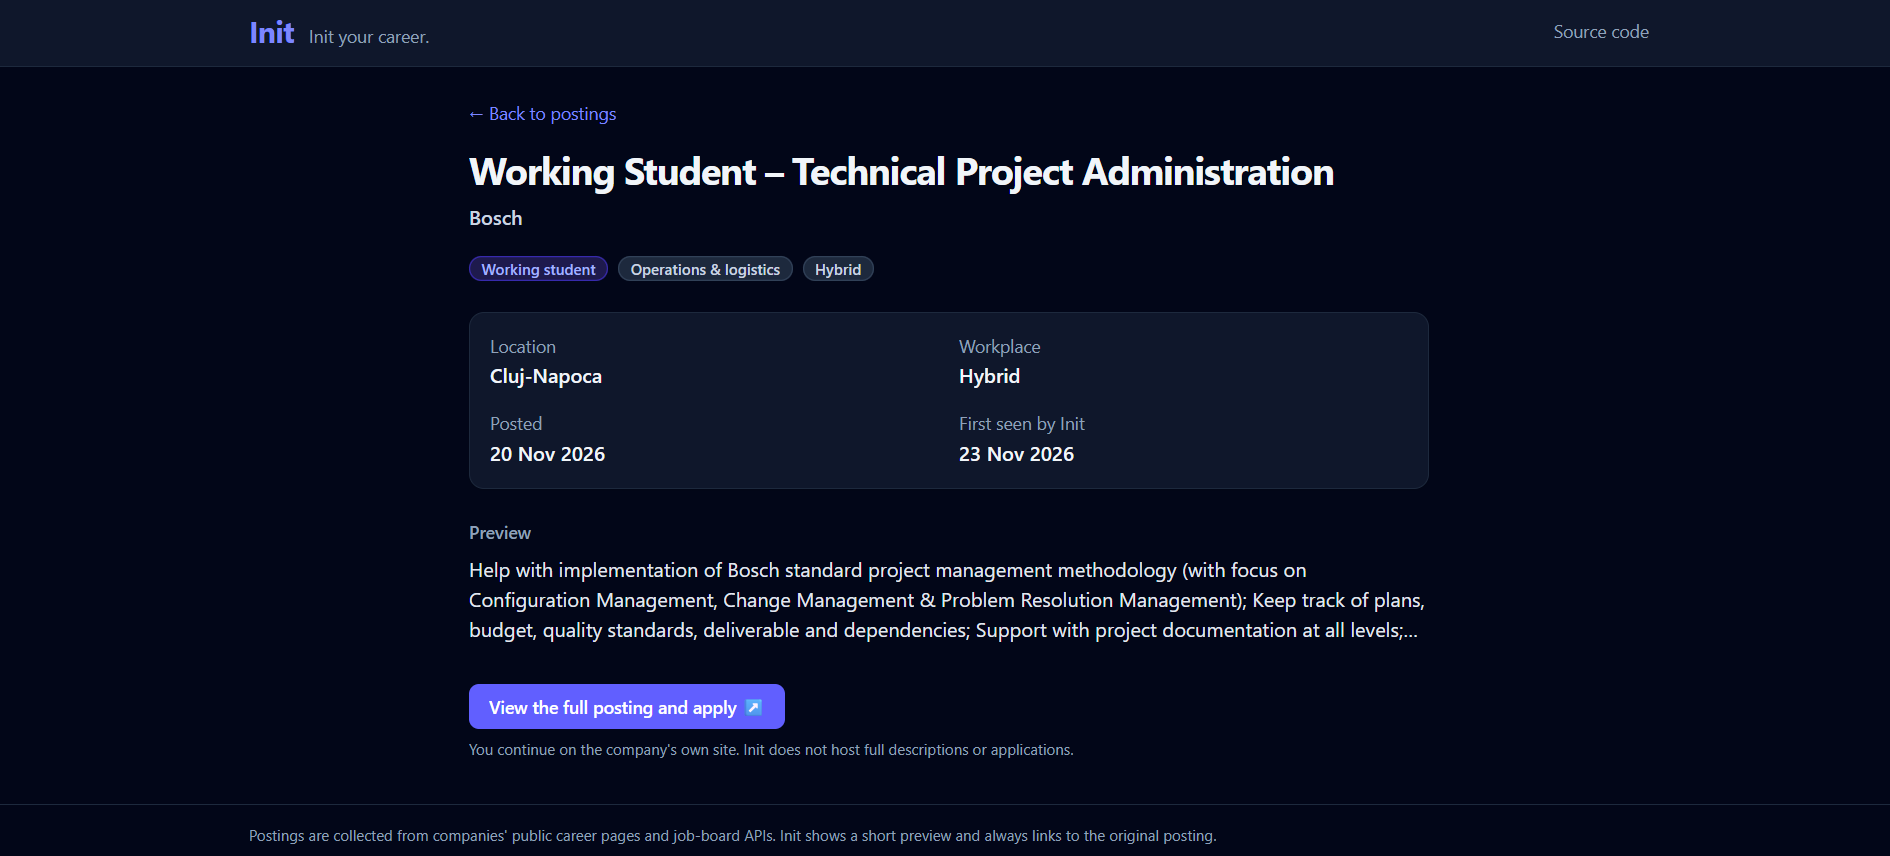 Init Init your career. Source code
← Back to postings
Working Student – Technical Project Administration
Bosch
Working student Operations & logistics Hybrid
Location Workplace
Cluj-Napoca Hybrid
Posted First seen by Init
20 Nov 2026 23 Nov 2026
Preview
Help with implementation of Bosch standard project management methodology (with focus on
Configuration Management, Change Management & Problem Resolution Management); Keep track of plans,
budget, quality standards, deliverable and dependencies; Support with project documentation at all levels;…
View the full posting and apply ↗
You continue on the company's own site. Init does not host full descriptions or applications.
Postings are collected from companies' public career pages and job-board APIs. Init shows a short preview and always links to the original posting.